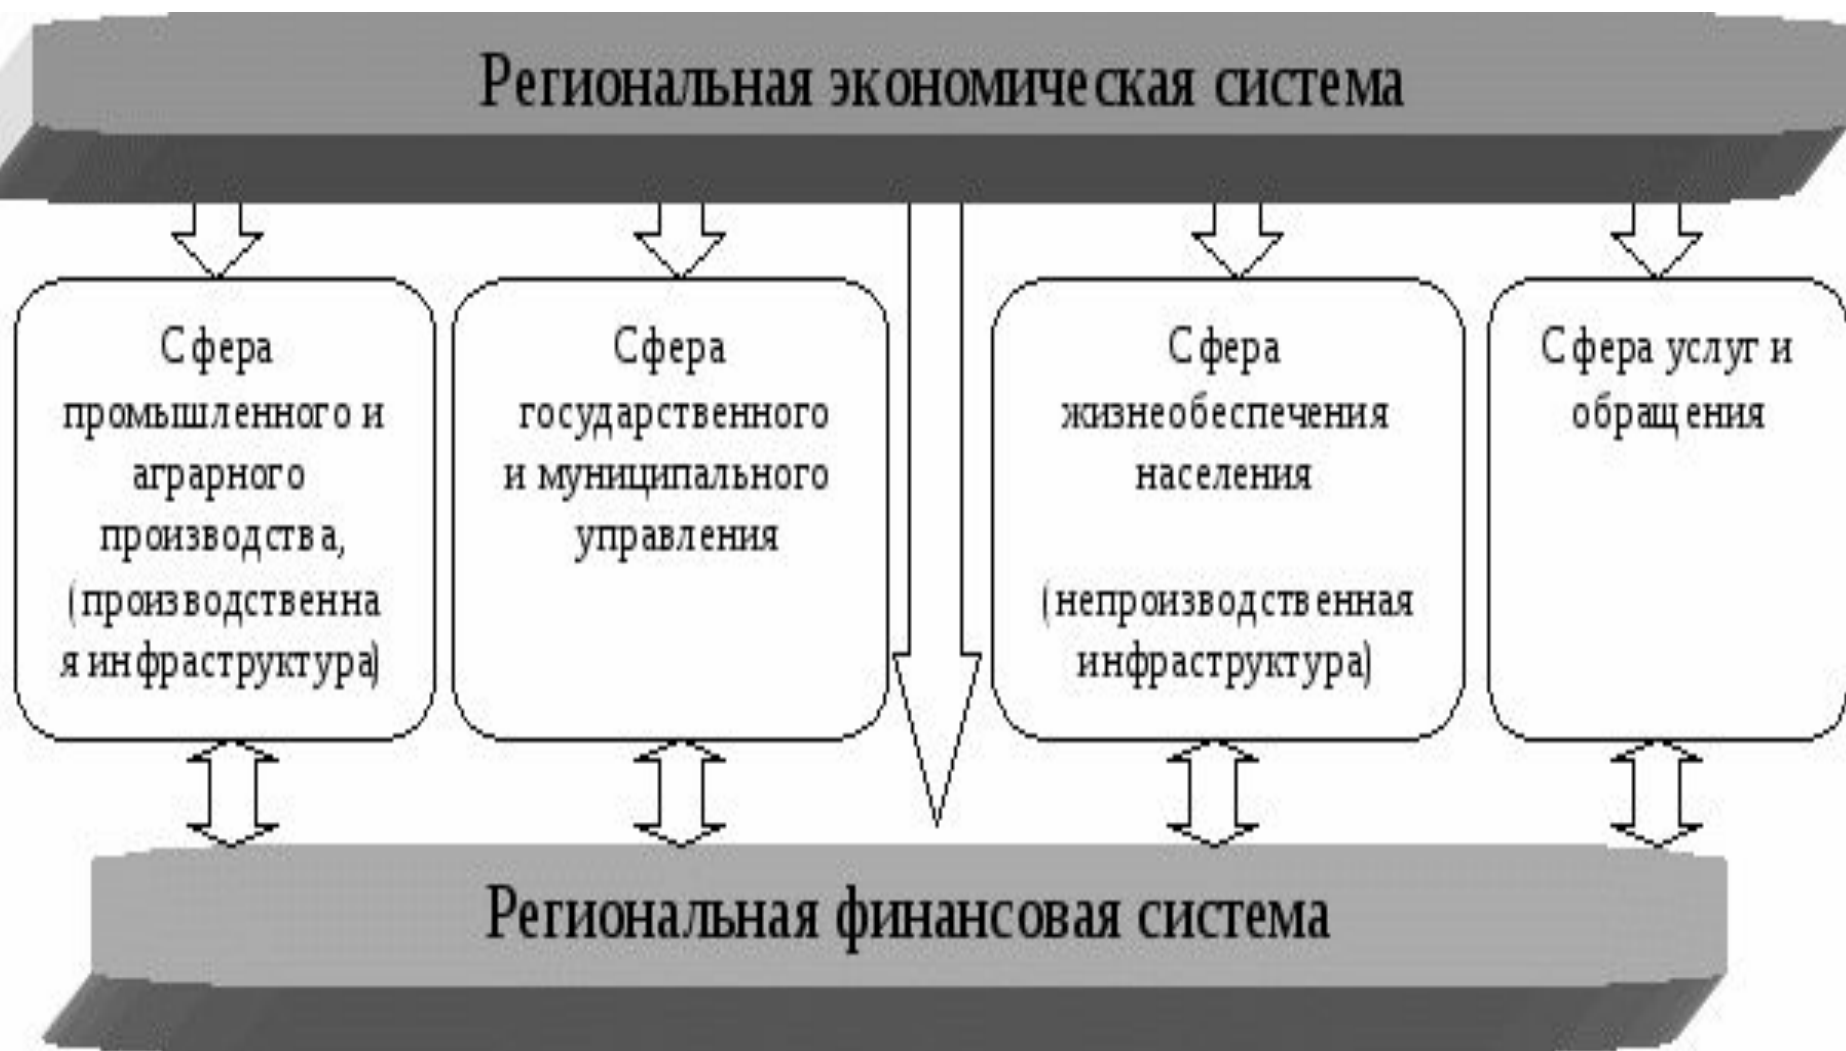 Региональная экономическая система
Сфера
промышленного и
аграрного
производства,
(производственна
я инфраструктура)
Сфера
государственного
и муниципального
управления
Сфера
жизнеобеспечения
населения
(непроизводственная
инфраструктура)
Сфера услуг и
обращения
Региональная финансовая система